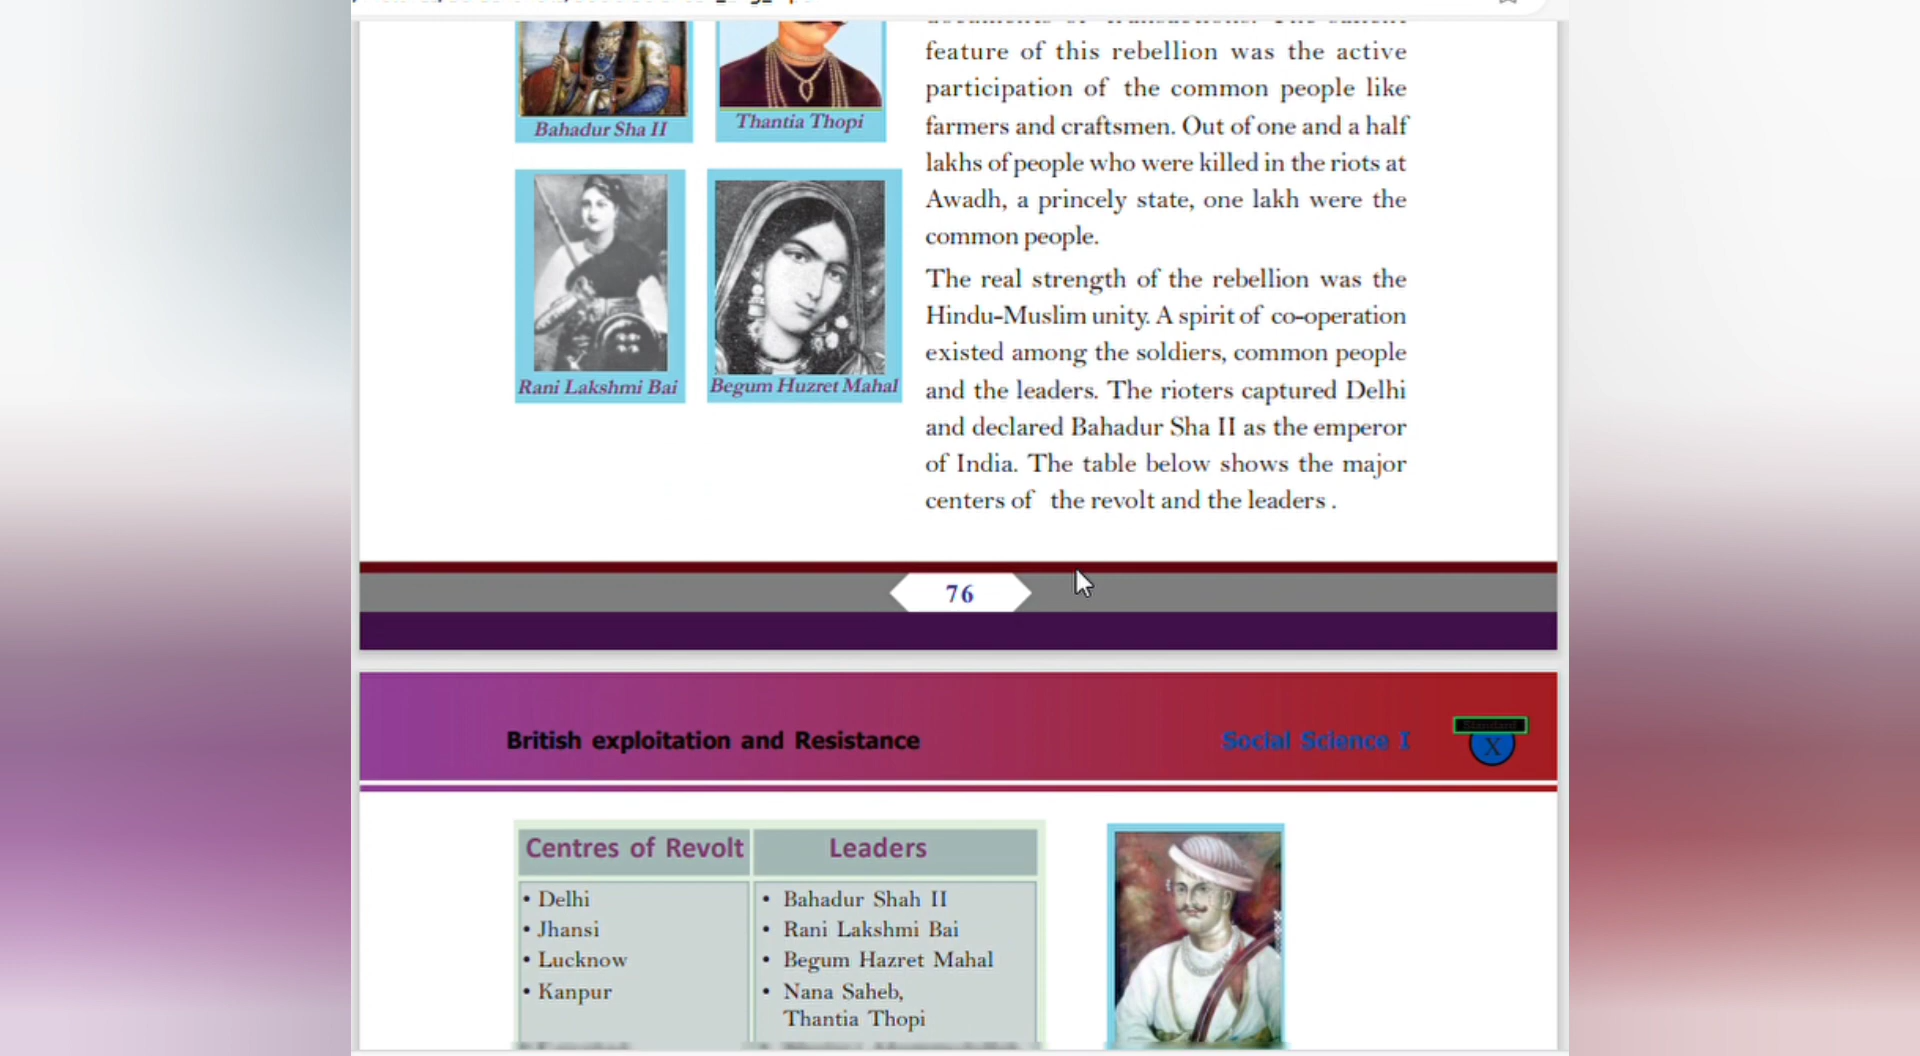 feature of this rebellion was the active
participation of the common people like
farmers and craftsmen. Out of one and a half
lakhs of people who were killed in the riots at
Awadh, a princely state, one lakh were the
common people.
Bahadur Sha II
Thantia Thopi
Rani Lakshmi Bai
Begum Huzret Mahal
The real strength of the rebellion was the
Hindu-Muslim unity. A spirit of co-operation
existed among the soldiers, common people
and the leaders. The rioters captured Delhi
and declared Bahadur Sha II as the emperor
of India. The table below shows the major
centers of the revolt and the leaders .
76
British exploitation and Resistance
Social Science I
Standard
X
Centres of Revolt
Leaders
• Delhi
• Bahadur Shah II
• Jhansi
• Rani Lakshmi Bai
• Lucknow
• Begum Hazret Mahal
• Kanpur
• Nana Saheb,
Thantia Thopi